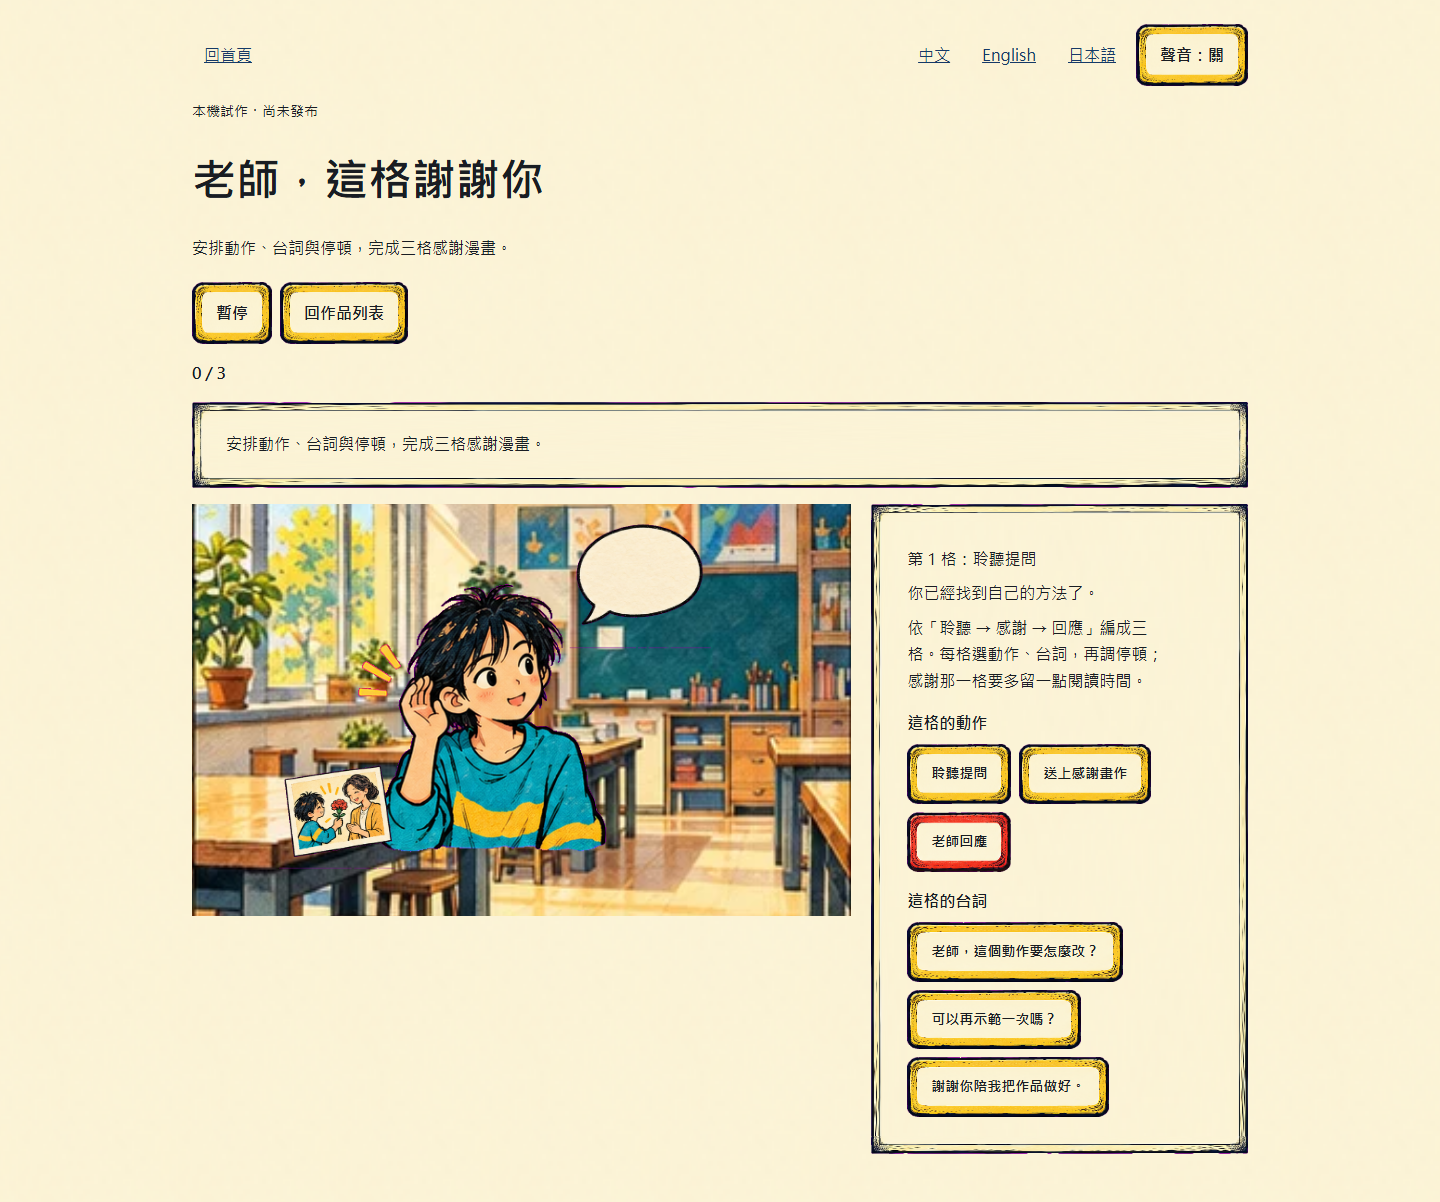 回首頁
中文 English 日本語 聲音：關
本機試作・尚未發布
老師，這格謝謝你
安排動作、台詞與停頓，完成三格感謝漫畫。
暫停 回作品列表
0 / 3
安排動作、台詞與停頓，完成三格感謝漫畫。
第 1 格：聆聽提問
你已經找到自己的方法了。
依「聆聽 → 感謝 → 回應」編成三
格。每格選動作、台詞，再調停頓；
感謝那一格要多留一點閱讀時間。
這格的動作
聆聽提問 送上感謝畫作
老師回應
這格的台詞
老師，這個動作要怎麼改？
可以再示範一次嗎？
謝謝你陪我把作品做好。